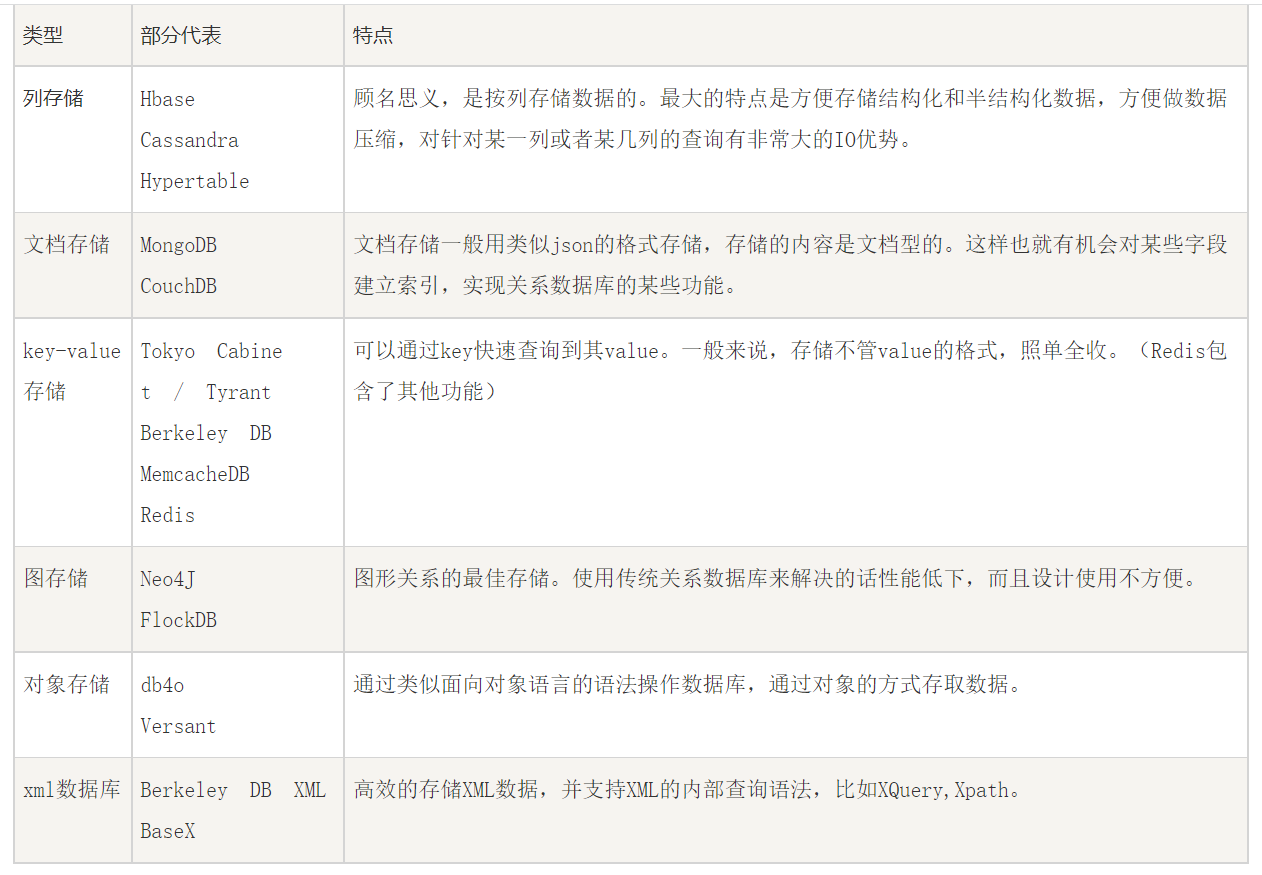 类型
部分代表
特点
列存储
Hbase
Cassandra
Hypertable
顾名思义，是按列存储数据的。最大的特点是方便存储结构化和半结构化数据，方便做数据
压缩，对针对某一列或者某几列的查询有非常大的IO优势。
文档存储
MongoDB
CouchDB
文档存储一般用类似json的格式存储，存储的内容是文档型的。这样也就有机会对某些字段
建立索引，实现关系数据库的某些功能。
key-value
存储
Tokyo Cabine
t / Tyrant
Berkeley DB
MemcacheDB
Redis
可以通过key快速查询到其value。一般来说，存储不管value的格式，照单全收。（Redis包
含了其他功能）
图存储
Neo4J
FlockDB
图形关系的最佳存储。使用传统关系数据库来解决的话性能低下，而且设计使用不方便。
对象存储
db4o
Versant
通过类似面向对象语言的语法操作数据库，通过对象的方式存取数据。
xml数据库
Berkeley DB XML
BaseX
高效的存储XML数据，并支持XML的内部查询语法，比如XQuery,Xpath。